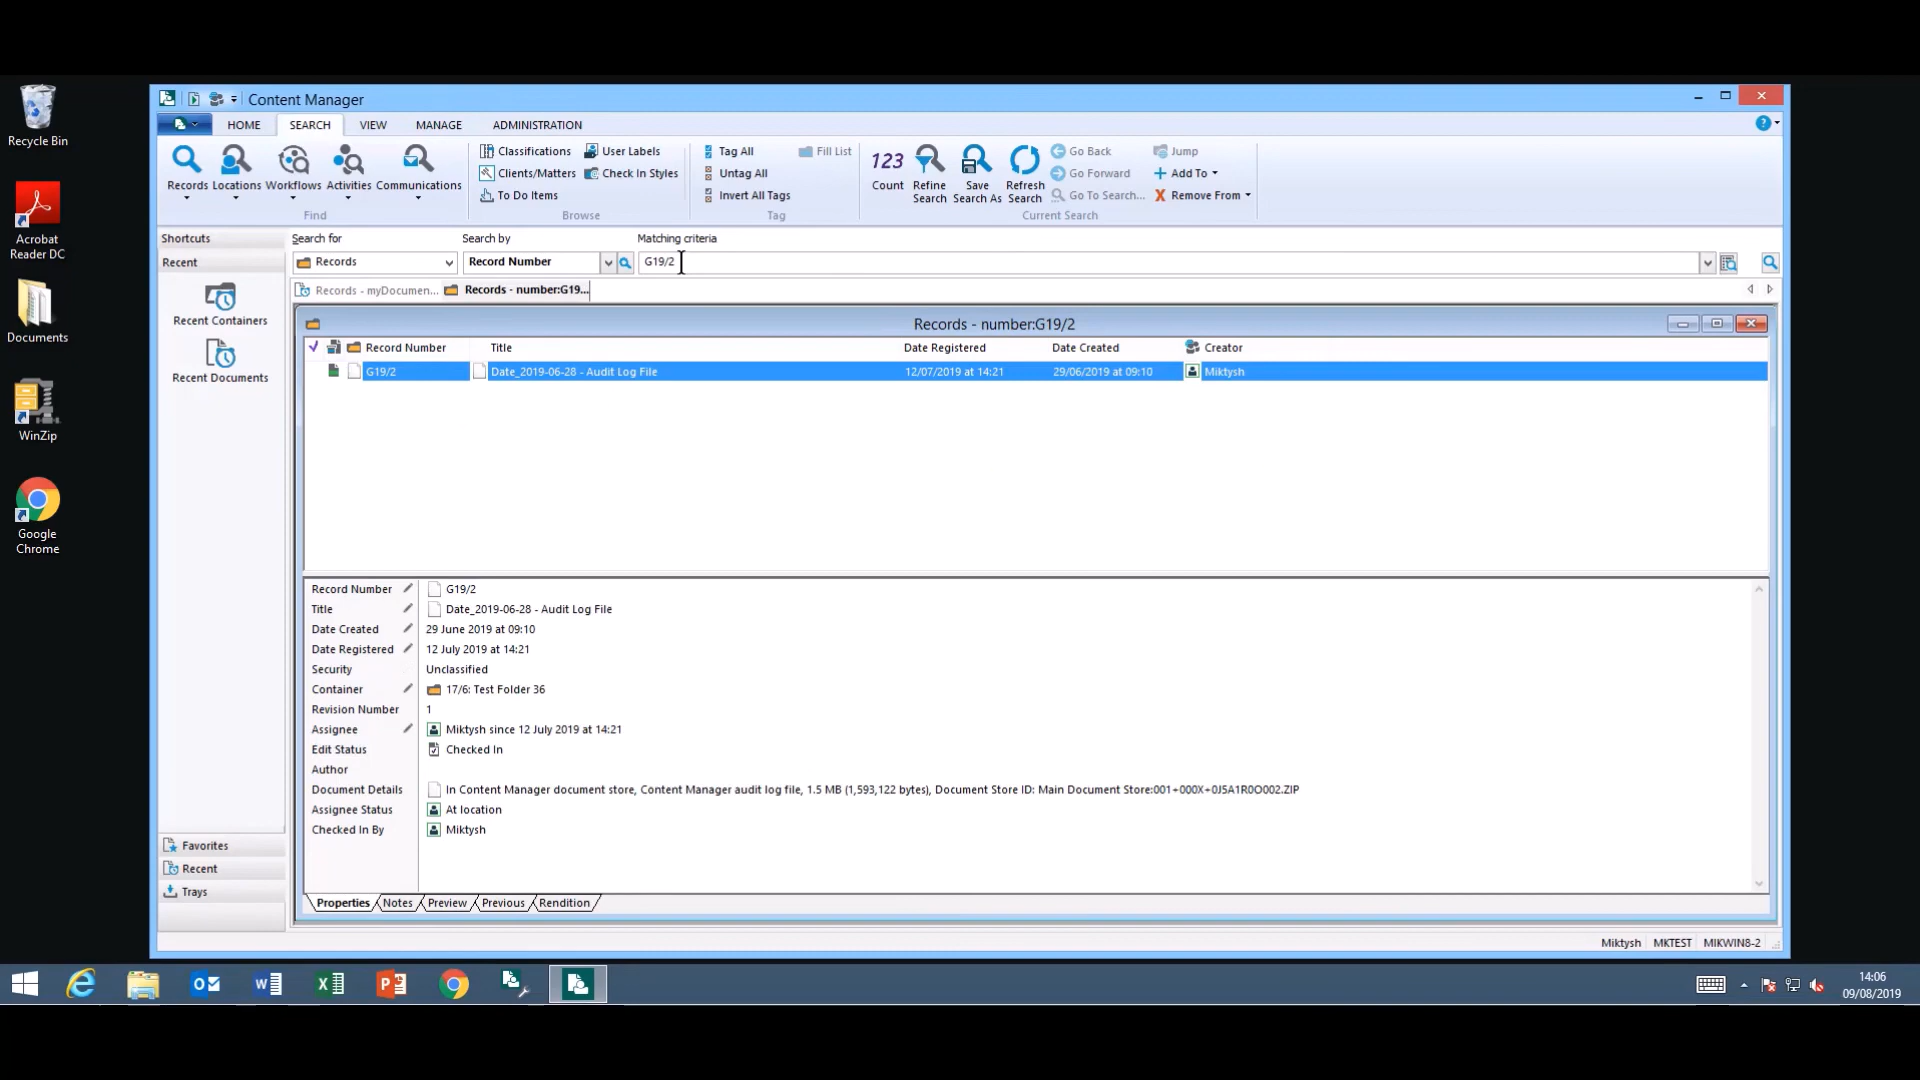 Recycle Bin
Acrobat
Reader DC
Documents
WinZip
Google
Chrome
Content Manager
HOME SEARCH VIEW MANAGE ADMINISTRATION
Records Locations Workflows Activities Communications
Find
Classifications User Labels
Clients/Matters Check In Styles
To Do Items
Browse
Tag All Fill List
Untag All
Invert All Tags
Tag
123
Count
Refine
Search
Save
Search As
Refresh
Search
Go Back Jump
Go Forward Add To
Go To Search... Remove From
Current Search
Shortcuts
Recent
Recent Containers
Recent Documents
Favorites
Recent
Trays
Search for Search by Matching criteria
Records Record Number G19/2
Records - myDocumen... Records - number:G19...
Records - number:G19/2
Record Number Title Date Registered Date Created Creator
G19/2 Date_2019-06-28 - Audit Log File 12/07/2019 at 14:21 29/06/2019 at 09:10 Miktysh
Record Number G19/2
Title Date_2019-06-28 - Audit Log File
Date Created 29 June 2019 at 09:10
Date Registered 12 July 2019 at 14:21
Security Unclassified
Container 17/6: Test Folder 36
Revision Number 1
Assignee Miktysh since 12 July 2019 at 14:21
Edit Status Checked In
Author
Document Details In Content Manager document store, Content Manager audit log file, 1.5 MB (1,593,122 bytes), Document Store ID: Main Document Store:001+000X+0J5A1R0O002.ZIP
Assignee Status At location
Checked In By Miktysh
Properties Notes Preview Previous Rendition
Miktysh MKTEST MIKWIN8-2
14:06
09/08/2019